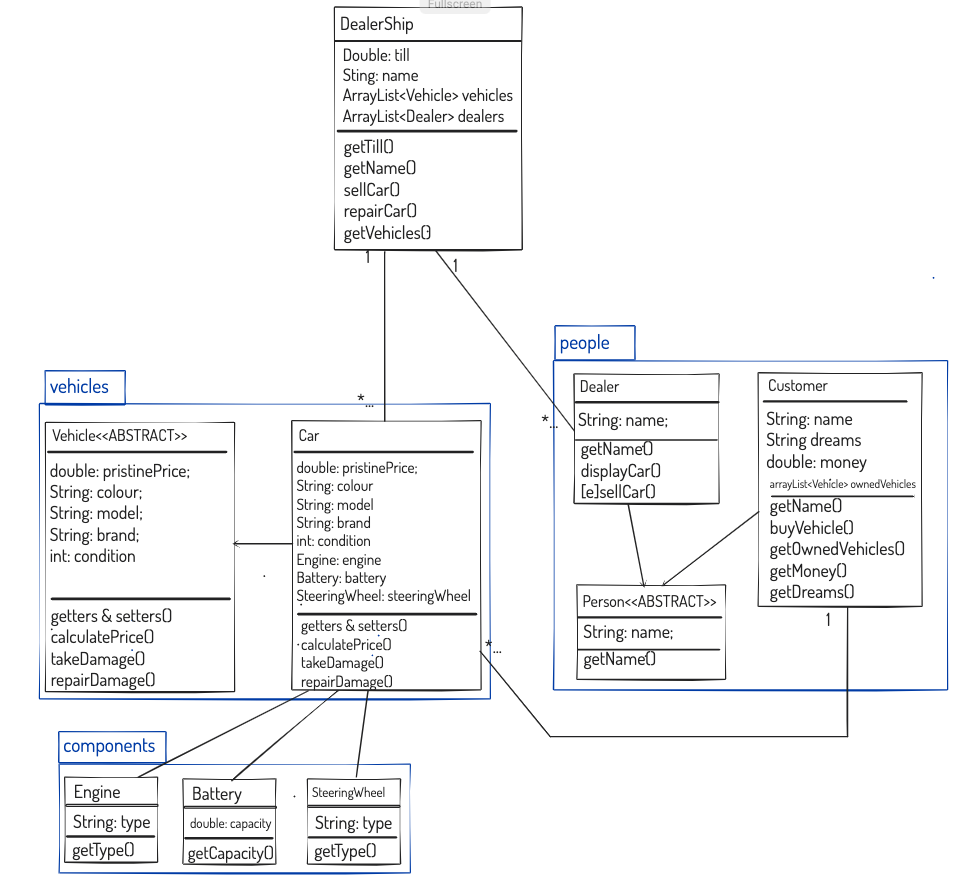 Fullscreen
DealerShip
Double: till
Sting: name
ArrayList<Vehicle> vehicles
ArrayList<Dealer> dealers
getTill()
getName()
sellCar()
repairCar()
getVehicles()
1
1
*...
*...
vehicles
Vehicle<<ABSTRACT>>
double: pristinePrice;
String: colour;
String: model;
String: brand;
int: condition
getters & setters()
calculatePrice()
takeDamage()
repairDamage()
Car
double: pristinePrice;
String: colour
String: model
String: brand
int: condition
Engine: engine
Battery: battery
SteeringWheel: steeringWheel
getters & setters()
calculatePrice()
takeDamage()
repairDamage()
*...
people
Dealer
String: name;
getName()
displayCar()
[e]sellCar()
Customer
String: name
String dreams
double: money
arrayList<Vehicle> ownedVehicles
getName()
buyVehicle()
getOwnedVehicles()
getMoney()
getDreams()
1
Person<<ABSTRACT>>
String: name;
getName()
components
Engine
String: type
getType()
Battery
double: capacity
getCapacity()
SteeringWheel
String: type
getType()